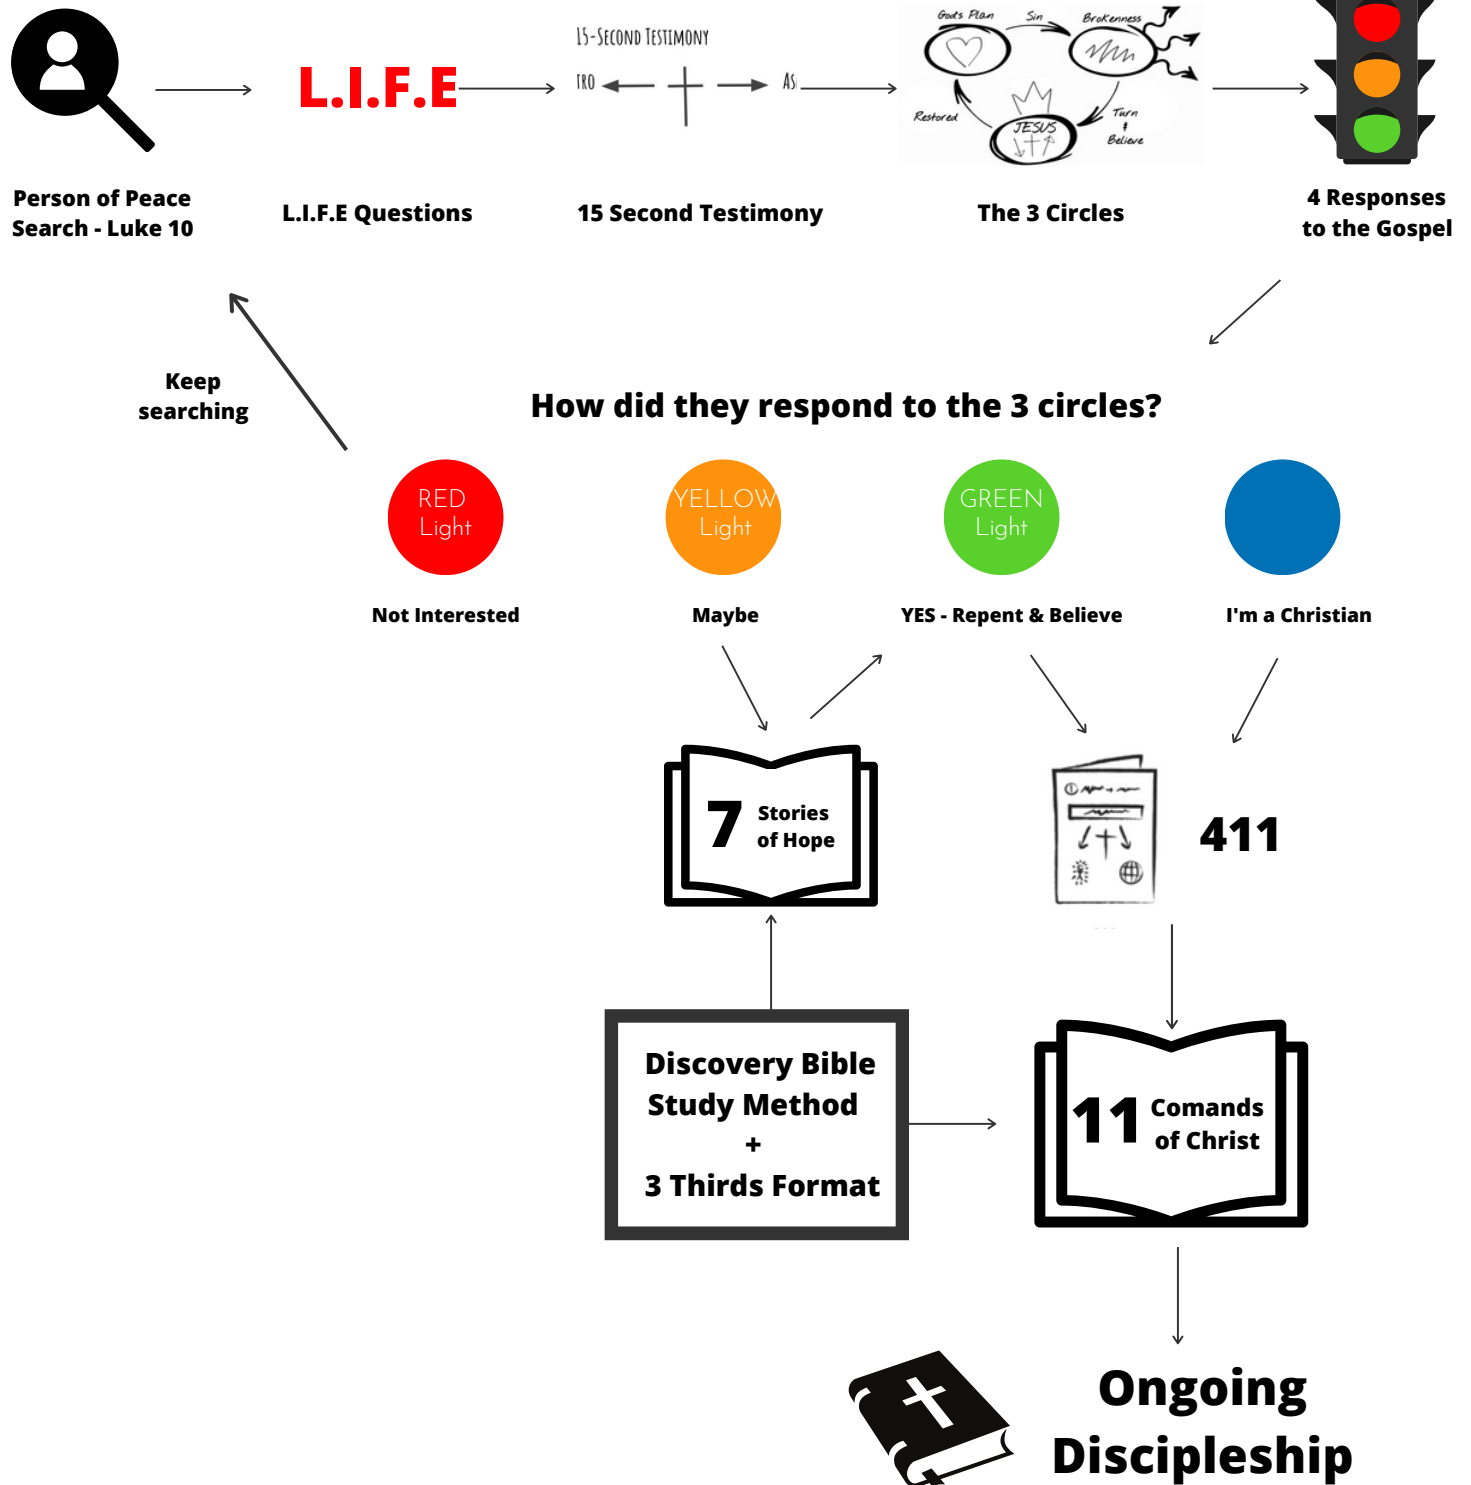 15-Second Testimony
TRO
As
L.I.F.E
God's Plan
Sin
Brokenness
Restored
JESUS
Turn
&
Believe
Person of Peace
Search - Luke 10
L.I.F.E Questions
15 Second Testimony
The 3 Circles
4 Responses
to the Gospel
Keep
searching
How did they respond to the 3 circles?
RED
Light
YELLOW
Light
GREEN
Light
Not Interested
Maybe
YES - Repent & Believe
I'm a Christian
7 Stories
of Hope
411
Discovery Bible
Study Method
+
3 Thirds Format
11 Comands
of Christ
Ongoing
Discipleship